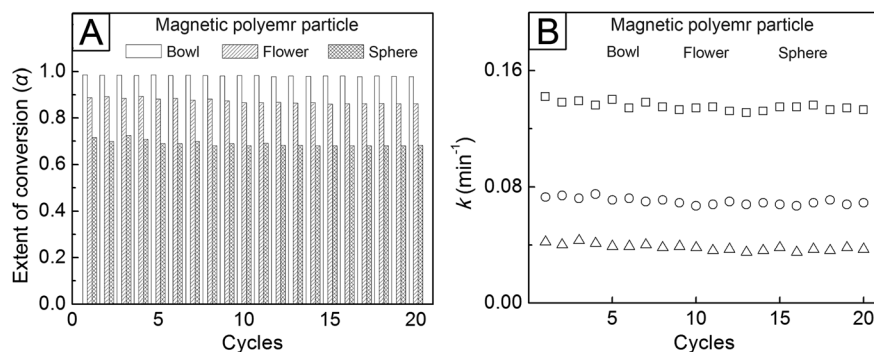 A
Magnetic polyemr particle
Bowl Flower Sphere
Extent of conversion (α)
1.0
0.8
0.6
0.4
0.2
0.0
0 5 10 15 20
Cycles
B
Magnetic polyemr particle
Bowl Flower Sphere
k (min⁻¹)
0.16
0.08
0.00
5 10 15 20
Cycles